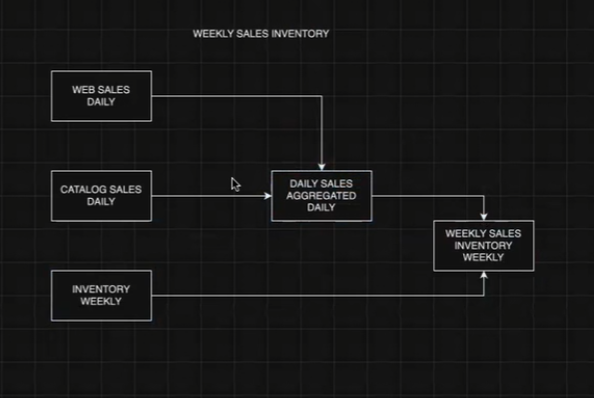 WEEKLY SALES INVENTORY
WEB SALES
DAILY
CATALOG SALES
DAILY
DAILY SALES
AGGREGATED
DAILY
WEEKLY SALES
INVENTORY
WEEKLY
INVENTORY
WEEKLY